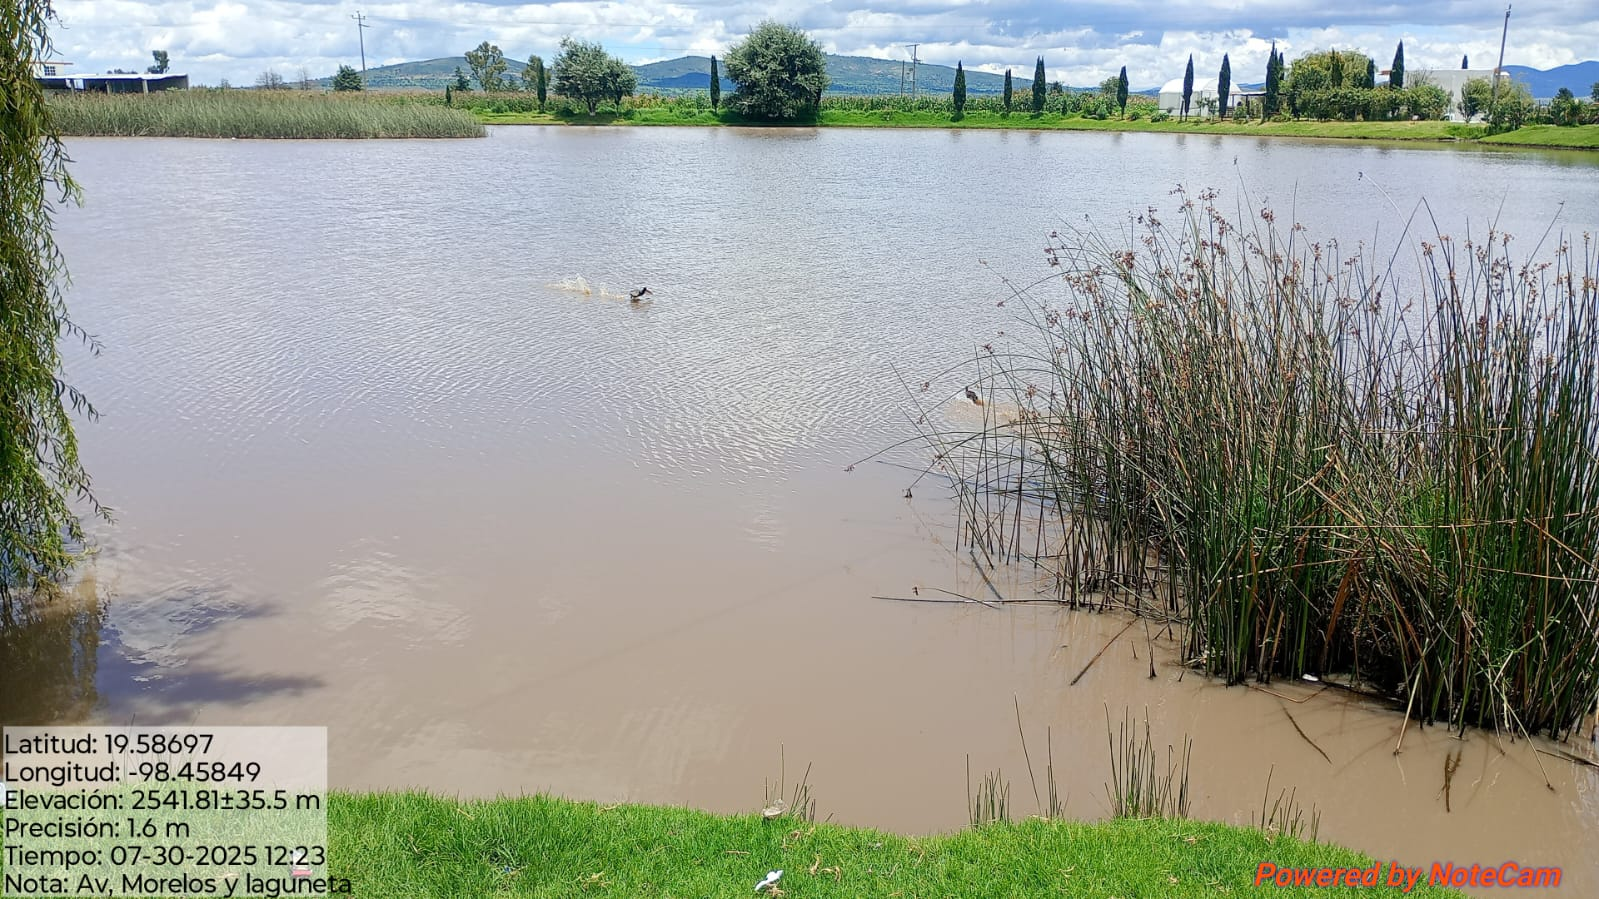 Latitud: 19.58697
Longitud: -98.45849
Elevación: 2541.81±35.5 m
Precisión: 1.6 m
Tiempo: 07-30-2025 12:23
Nota: Av, Morelos y laguneta
Powered by NoteCam